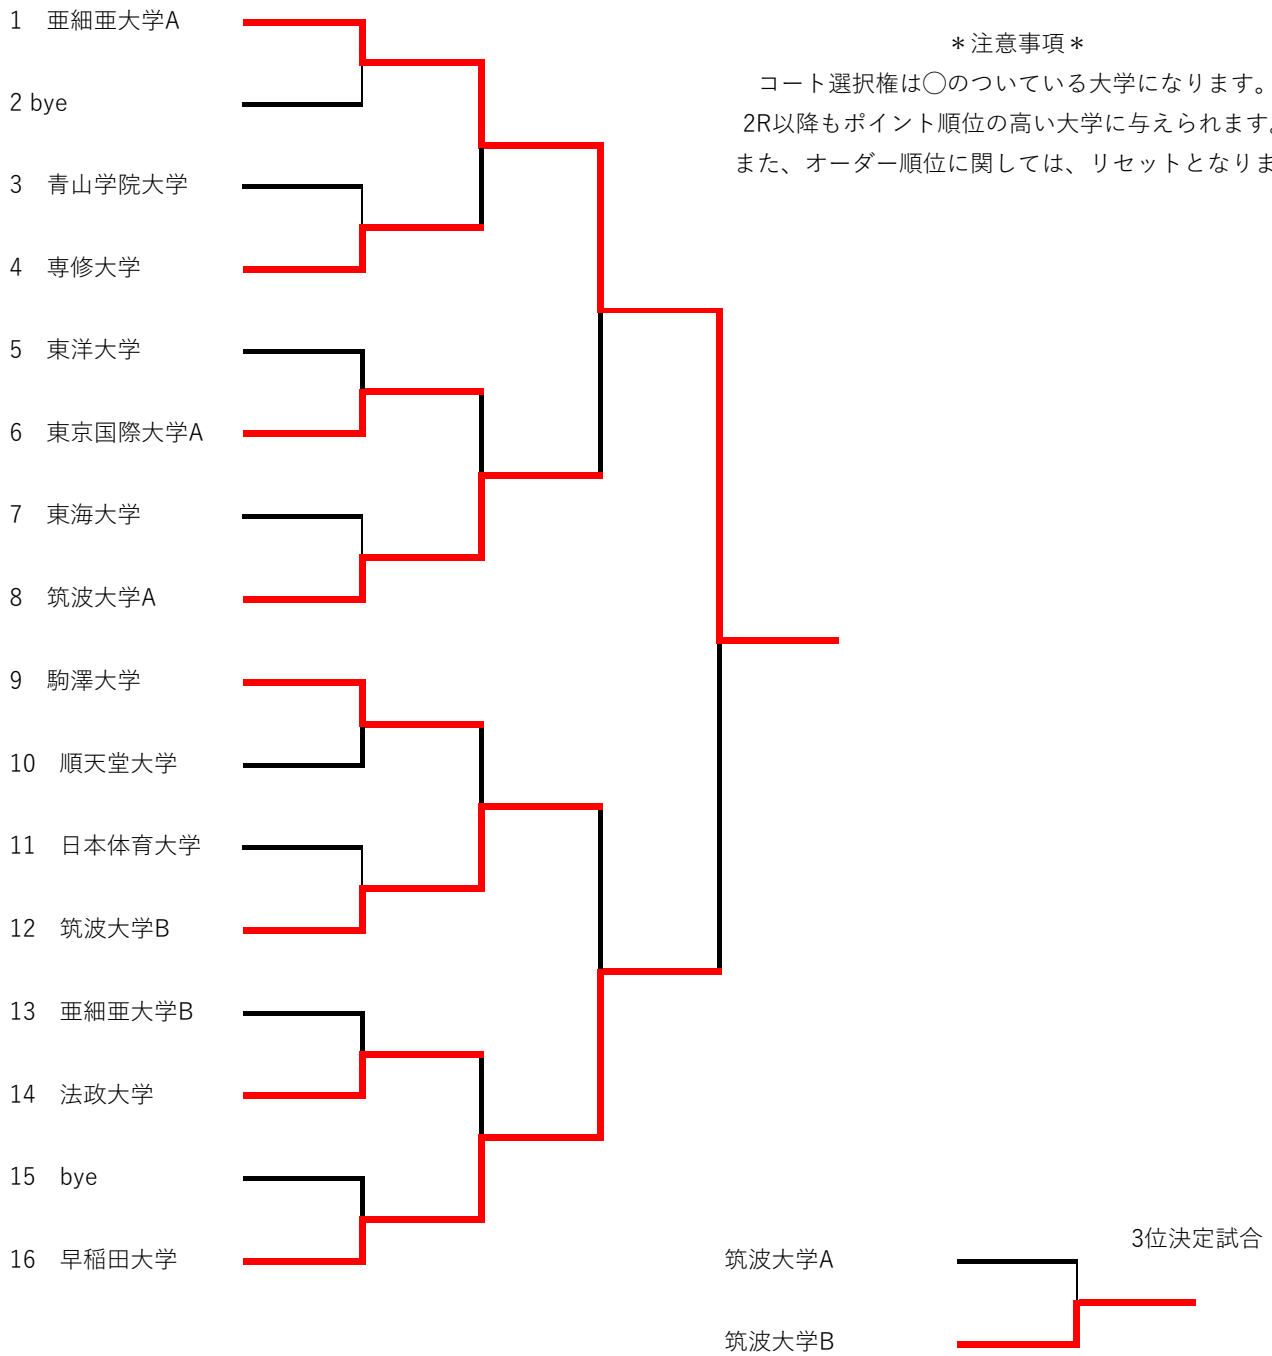 1 亜細亜大学A
2 bye
3 青山学院大学
4 専修大学
5 東洋大学
6 東京国際大学A
7 東海大学
8 筑波大学A
9 駒澤大学
10 順天堂大学
11 日本体育大学
12 筑波大学B
13 亜細亜大学B
14 法政大学
15 bye
16 早稲田大学
＊注意事項＊
コート選択権は◯のついている大学になります。
2R以降もポイント順位の高い大学に与えられます。
また、オーダー順位に関しては、リセットとなりま
3位決定試合
筑波大学A
筑波大学B